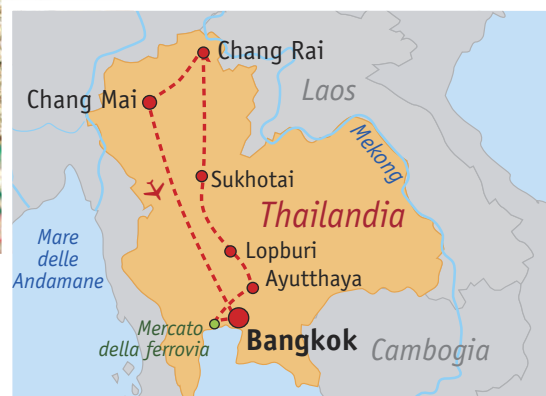 Chang Rai
Laos
Chang Mai
Mekong
Sukhotai
Thailandia
Mare
delle
Andamane
Lopburi
Ayutthaya
Mercato
della ferrovia
Bangkok
Cambogia